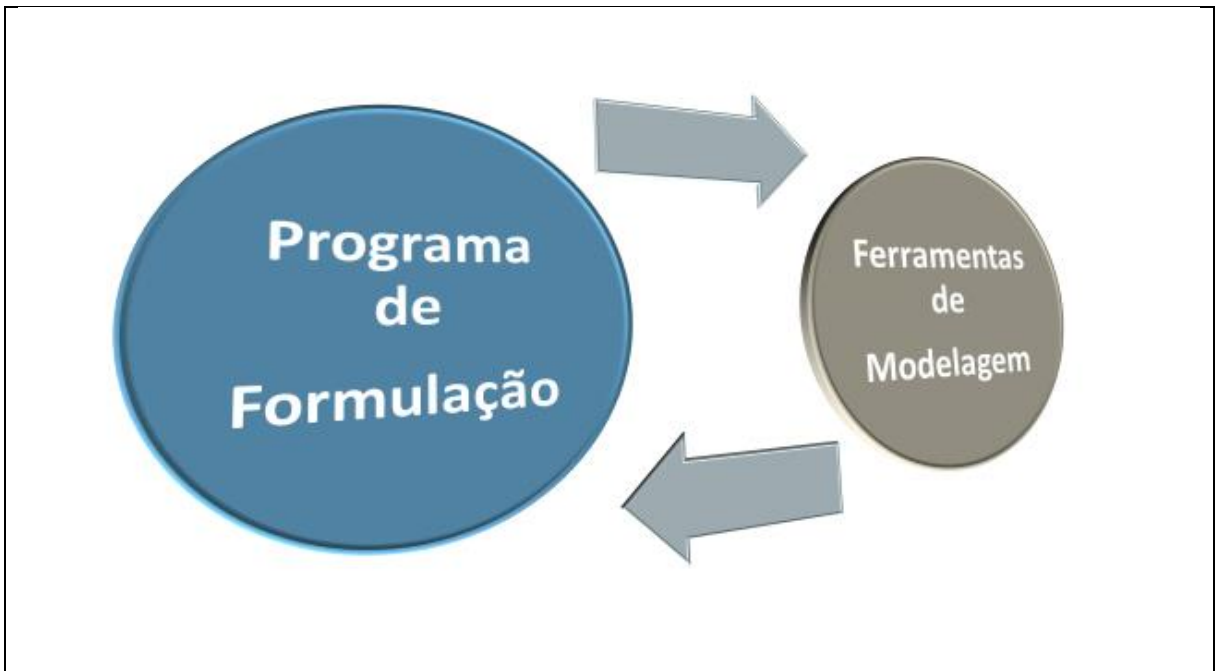 Programa
de
Formulação
Ferramentas
de
Modelagem